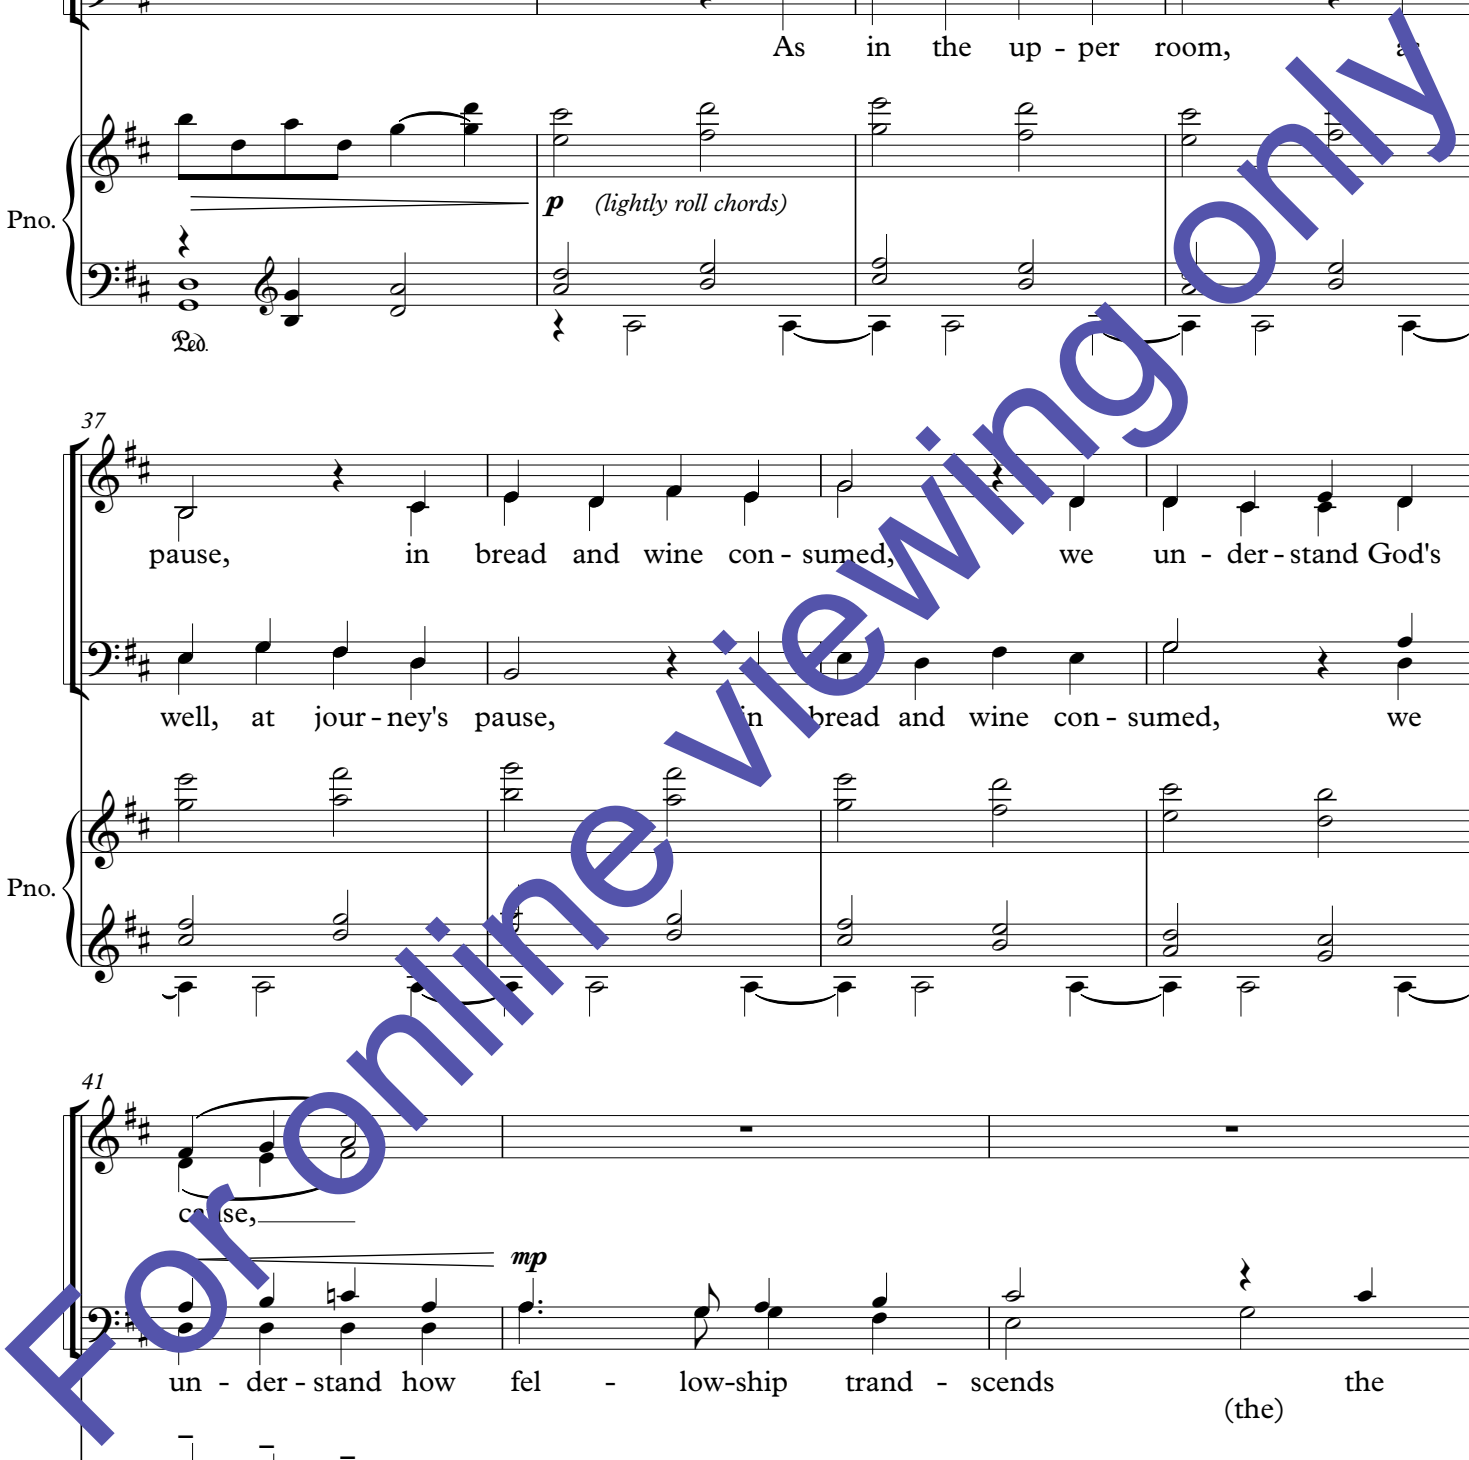 As in the up - per room, as
Pno.
p (lightly roll chords)
Ped.
37
pause, in bread and wine con - sumed, we un - der - stand God's
well, at jour - ney's pause, in bread and wine con - sumed, we
Pno.
41
cause,
mp
un - der - stand how fel - low-ship trand - scends the
(the)
For online viewing only